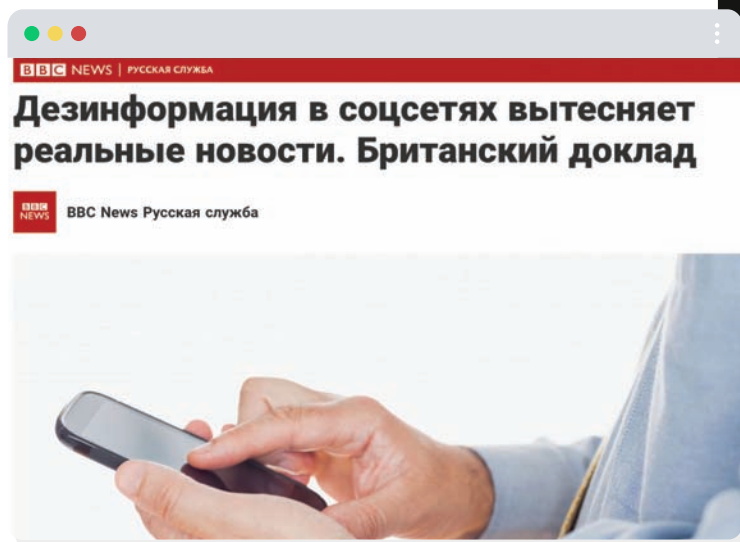 BBC NEWS | РУССКАЯ СЛУЖБА
Дезинформация в соцсетях вытесняет
реальные новости. Британский доклад
BBC NEWS
BBC News Русская служба